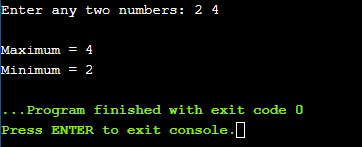 Enter any two numbers: 2 4
Maximum = 4
Minimum = 2
...Program finished with exit code 0
Press ENTER to exit console.